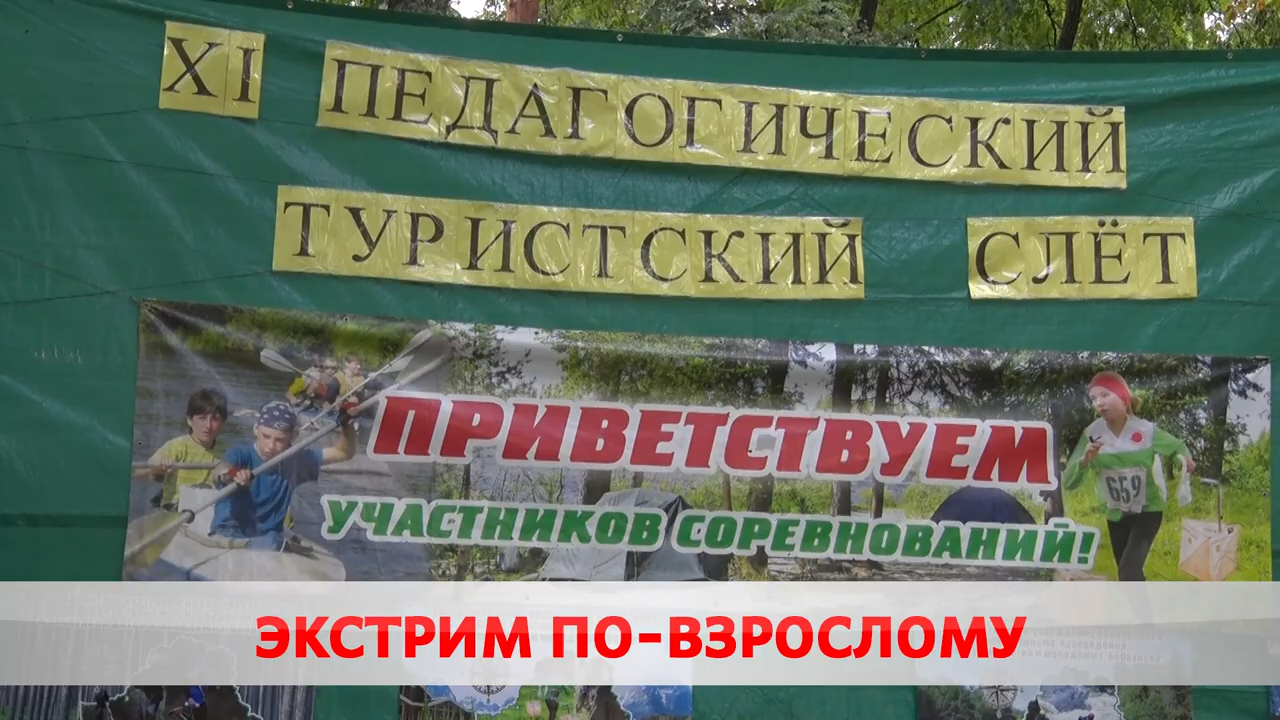 XI ПЕДАГОГИЧЕСКИЙ
ТУРИСТСКИЙ СЛЁТ
ПРИВЕТСТВУЕМ
УЧАСТНИКОВ СОРЕВНОВАНИЙ!
659
ЭКСТРИМ ПО-ВЗРОСЛОМУ